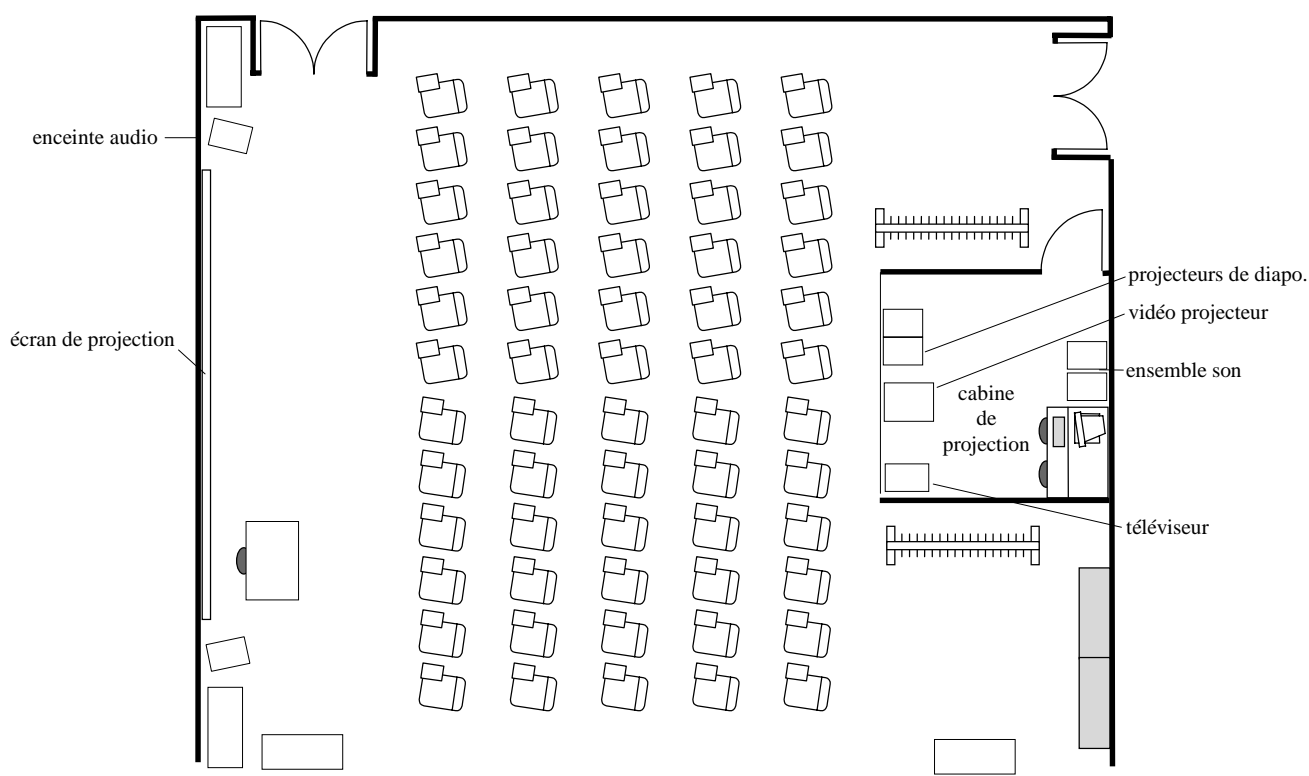 enceinte audio
écran de projection
projecteurs de diapo.
vidéo projecteur
ensemble son
cabine
de
projection
téléviseur